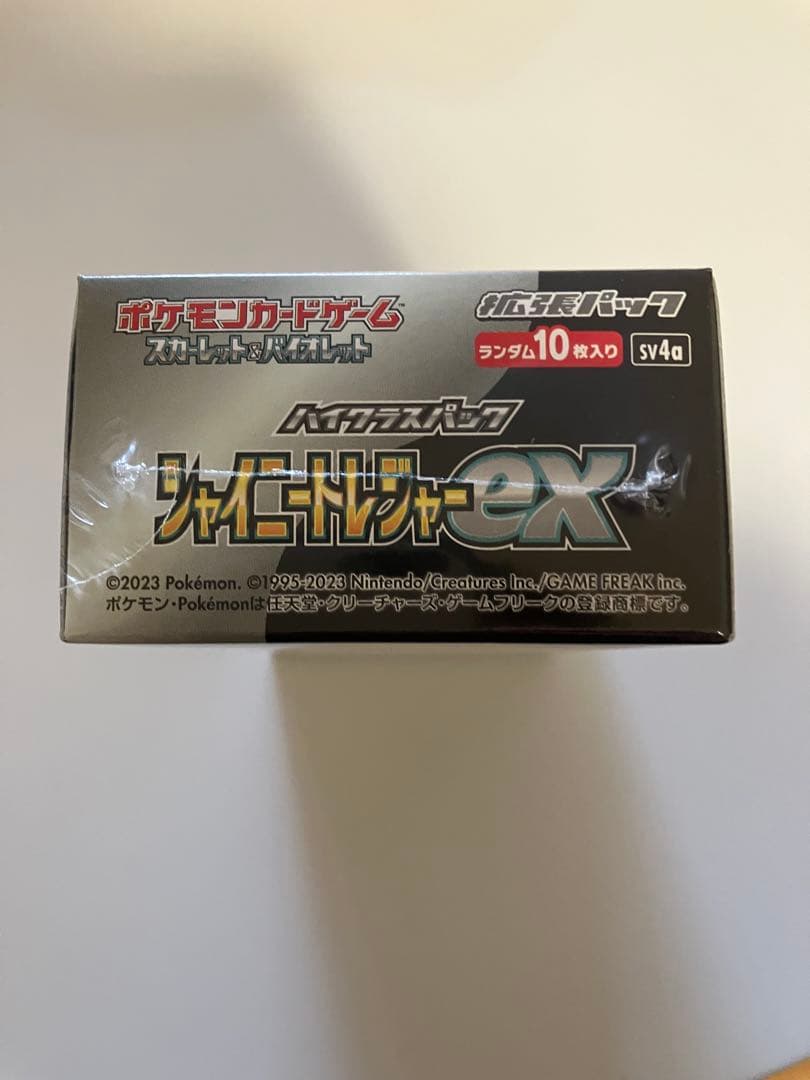 ポケモンカードゲーム™
スカーレット&バイオレット
拡張パック
ランダム10枚入り SV4a
ハイクラスパック
シャイニートレジャーex
©2023 Pokémon. ©1995-2023 Nintendo/Creatures Inc./GAME FREAK inc.
ポケモン・Pokémonは任天堂・クリーチャーズ・ゲームフリークの登録商標です。